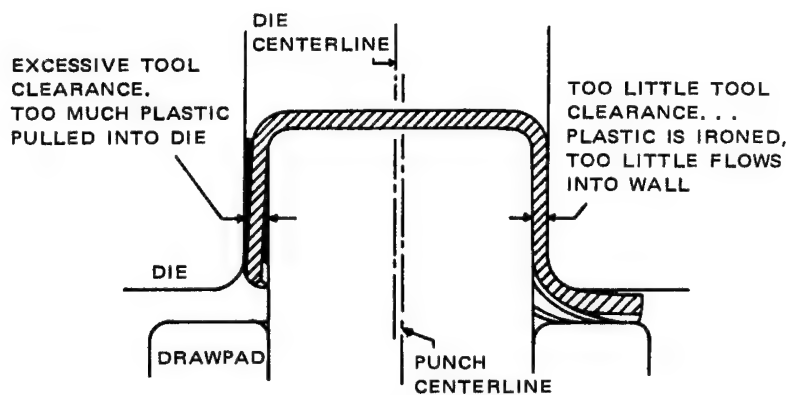 DIE
CENTERLINE
EXCESSIVE TOOL
CLEARANCE.
TOO MUCH PLASTIC
PULLED INTO DIE
TOO LITTLE TOOL
CLEARANCE...
PLASTIC IS IRONED,
TOO LITTLE FLOWS
INTO WALL
DIE
DRAWPAD
PUNCH
CENTERLINE